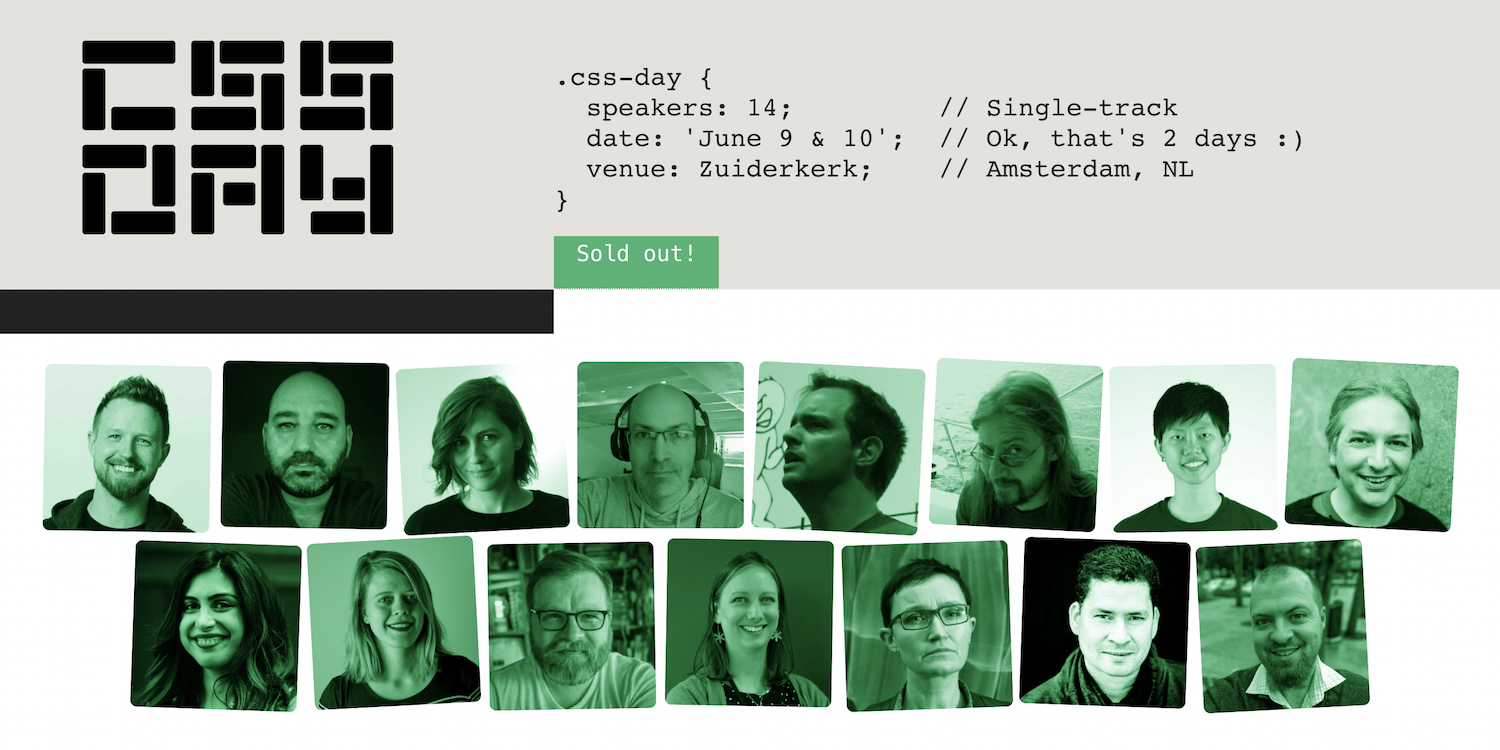 CSS
DAY
.css-day {
  speakers: 14;          // Single-track
  date: 'June 9 & 10';  // Ok, that's 2 days :)
  venue: Zuiderkerk;     // Amsterdam, NL
}
Sold out!